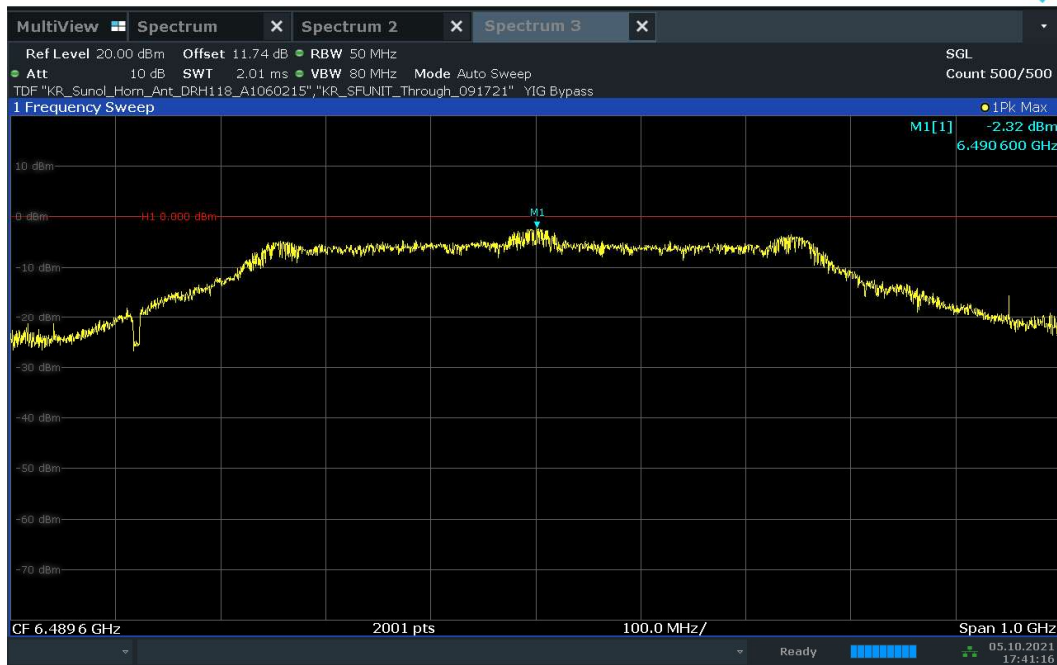 MultiView Spectrum X Spectrum 2 X Spectrum 3 X
Ref Level 20.00 dBm Offset 11.74 dB RBW 50 MHz SGL
Att 10 dB SWT 2.01 ms VBW 80 MHz Mode Auto Sweep Count 500/500
TDF "KR_Sunol_Horn_Ant_DRH118_A1060215","KR_SFUNIT_Through_091721" YIG Bypass
1 Frequency Sweep 1Pk Max
M1[1] -2.32 dBm
6.490 600 GHz
10 dBm
M1
0 dBm H1 0.000 dBm
-10 dBm
-20 dBm
-30 dBm
-40 dBm
-50 dBm
-60 dBm
-70 dBm
CF 6.4896 GHz 2001 pts 100.0 MHz/ Span 1.0 GHz
Ready 05.10.2021
17:41:16